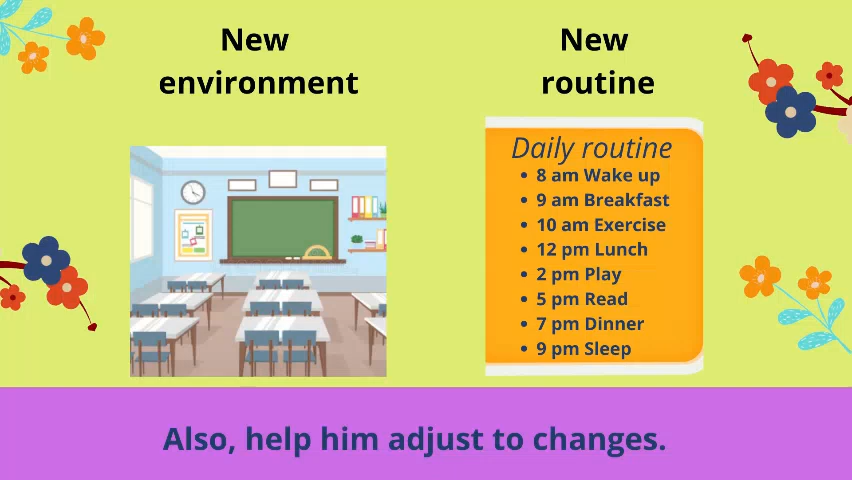 New
environment
New
routine
Daily routine
• 8 am Wake up
• 9 am Breakfast
• 10 am Exercise
• 12 pm Lunch
• 2 pm Play
• 5 pm Read
• 7 pm Dinner
• 9 pm Sleep
Also, help him adjust to changes.